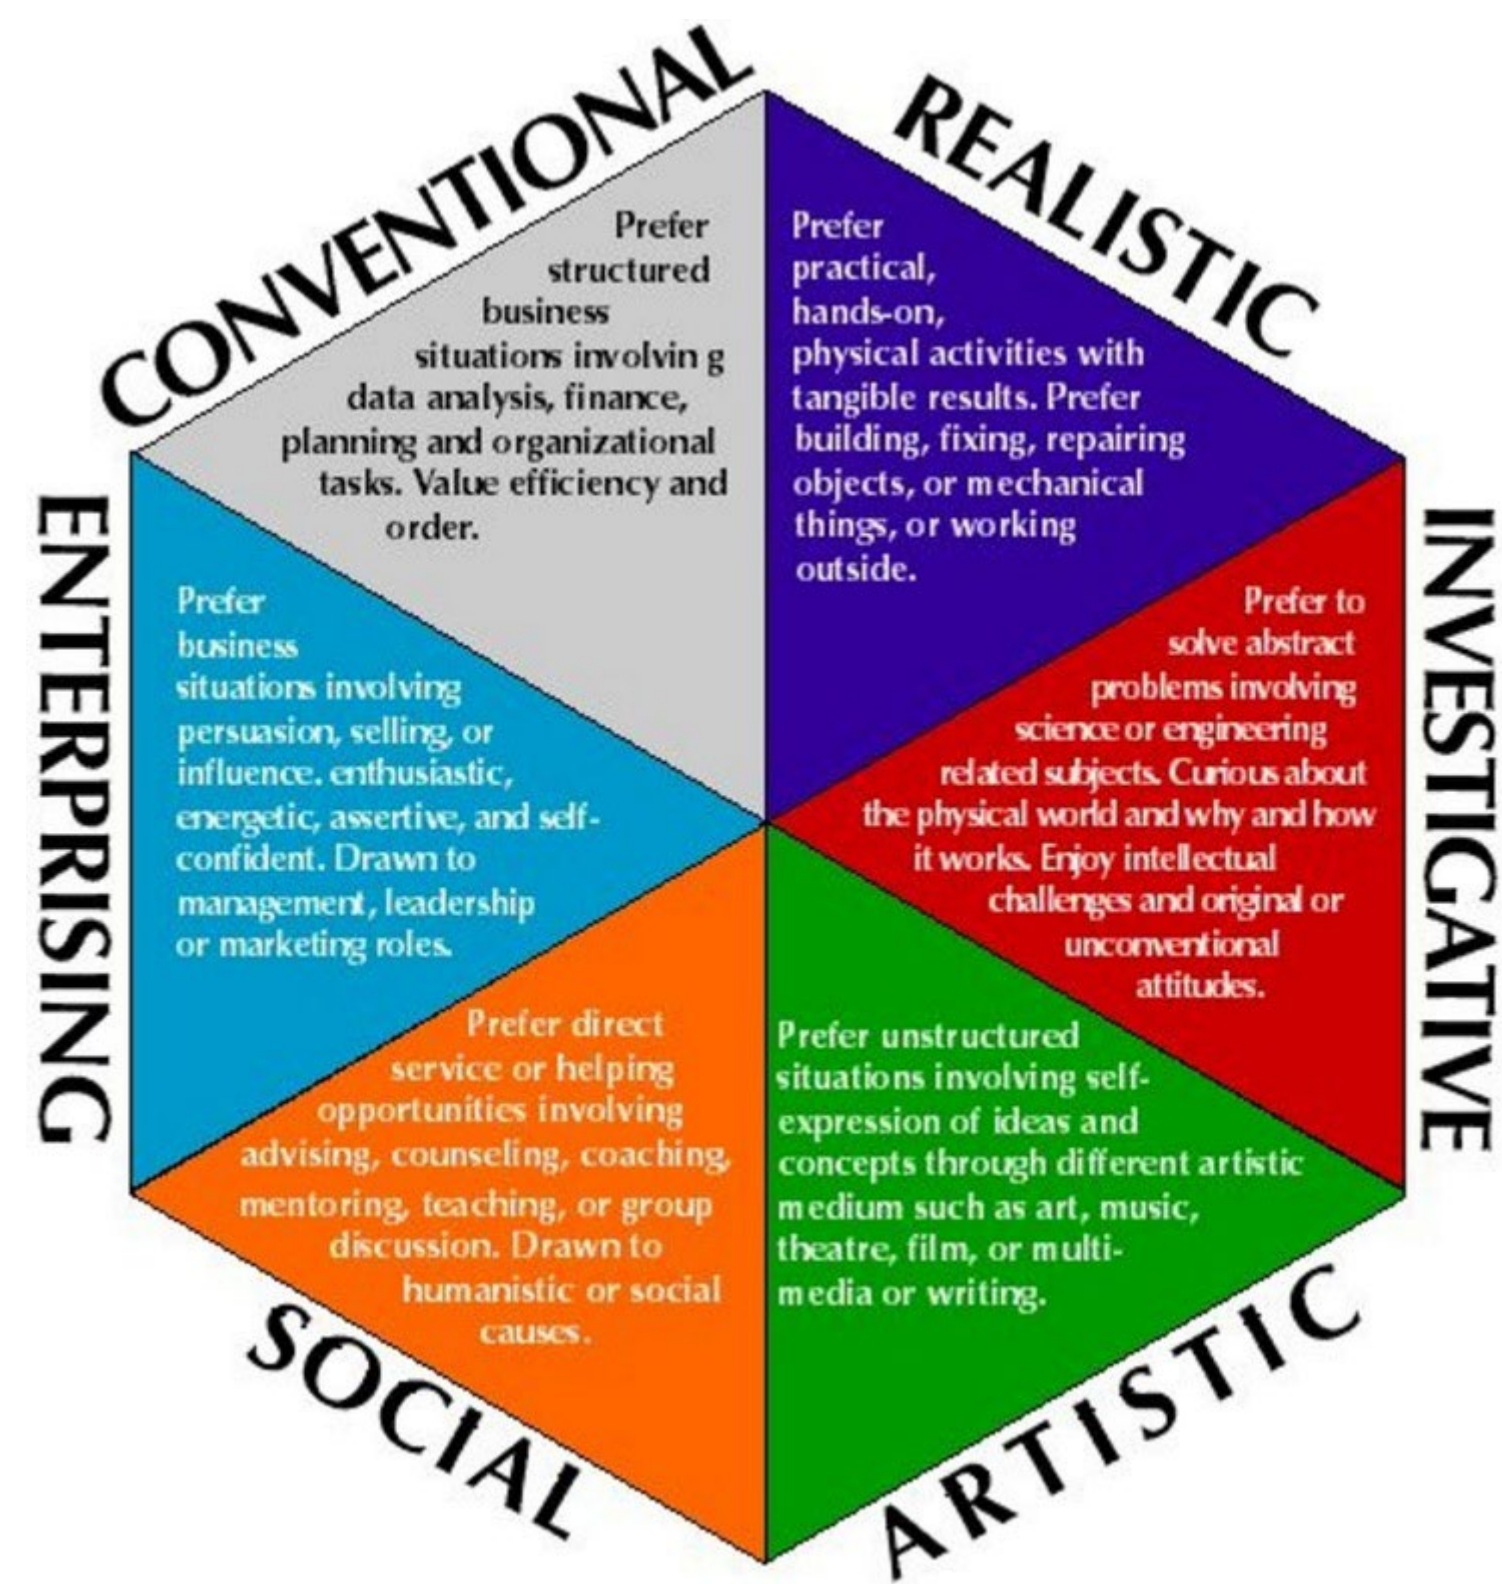 CONVENTIONAL
Prefer
structured
business
situations involvin g
data analysis, finance,
planning and organizational
tasks. Value efficiency and
order.
REALISTIC
Prefer
practical,
hands-on,
physical activities with
tangible results. Prefer
building, fixing, repairing
objects, or mechanical
things, or working
outside.
INVESTIGATIVE
Prefer to
solve abstract
problems involving
science or engineering
related subjects. Curious about
the physical world and why and how
it works. Enjoy intellectual
challenges and original or
unconventional
attitudes.
ARTISTIC
Prefer unstructured
situations involving self-
expression of ideas and
concepts through different artistic
medium such as art, music,
theatre, film, or multi-
media or writing.
SOCIAL
Prefer direct
service or helping
opportunities involving
advising, counseling, coaching,
mentoring, teaching, or group
discussion. Drawn to
humanistic or social
causes.
ENTERPRISING
Prefer
business
situations involving
persuasion, selling, or
influence. enthusiastic,
energetic, assertive, and self-
confident. Drawn to
management, leadership
or marketing roles.